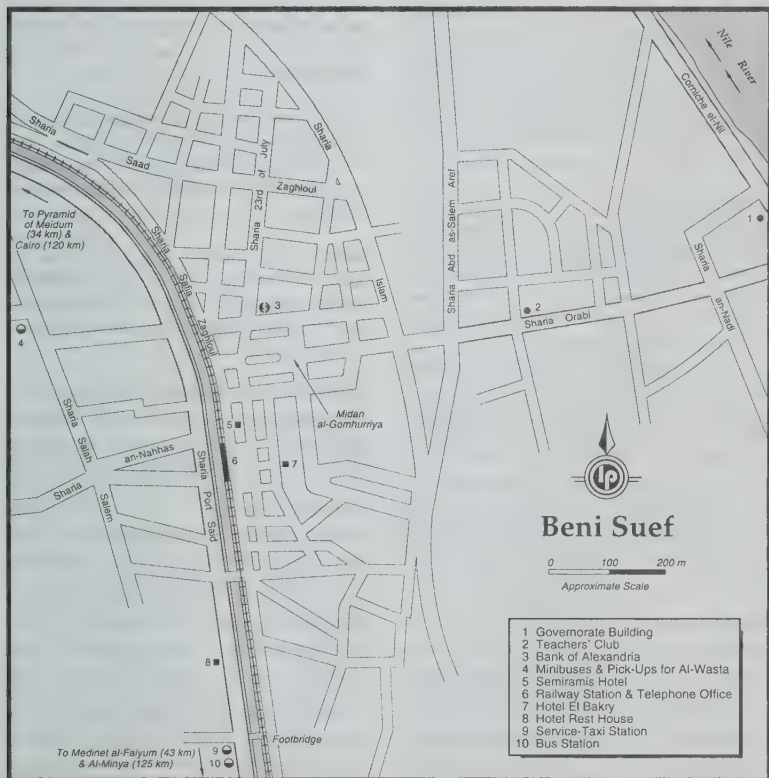 Nile
River
Corniche el-Nil
Sharia
Saad
Zaghloul
Sharia
Islam
Sharia 23rd of July
Sharia Abd as-Salem Aref
1
Sharia
an-Nadi
To Pyramid
of Meidum
(34 km) &
Cairo (120 km)
Sharia
Safia
Zaghloul
3
2
Sharia Orabi
4
Midan
al-Gomhurriya
5
Sharia Salah
Salem
6
7
Sharia
an-Nahhas
Sharia Port Said
LP
Beni Suef
0 100 200 m
Approximate Scale
1 Governorate Building
2 Teachers' Club
3 Bank of Alexandria
4 Minibuses & Pick-Ups for Al-Wasta
5 Semiramis Hotel
6 Railway Station & Telephone Office
7 Hotel El Bakry
8 Hotel Rest House
9 Service-Taxi Station
10 Bus Station
8
Footbridge
To Medinet al-Faiyum (43 km)
& Al-Minya (125 km)
9
10